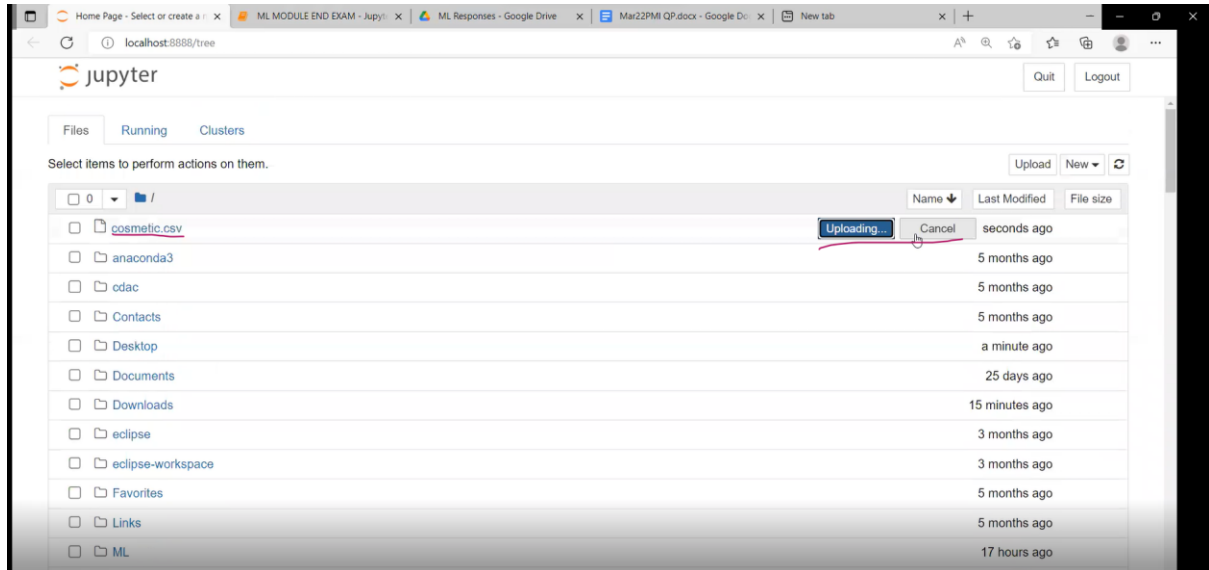 Home Page - Select or create a n
ML MODULE END EXAM - Jupyt
ML Responses - Google Drive
Mar22PMI QP.docx - Google Do
New tab
localhost:8888/tree
jupyter
Quit
Logout
Files
Running
Clusters
Select items to perform actions on them.
Upload
New
0
/
Name
Last Modified
File size
cosmetic.csv
Uploading...
Cancel
seconds ago
anaconda3
5 months ago
cdac
5 months ago
Contacts
5 months ago
Desktop
a minute ago
Documents
25 days ago
Downloads
15 minutes ago
eclipse
3 months ago
eclipse-workspace
3 months ago
Favorites
5 months ago
Links
5 months ago
ML
17 hours ago